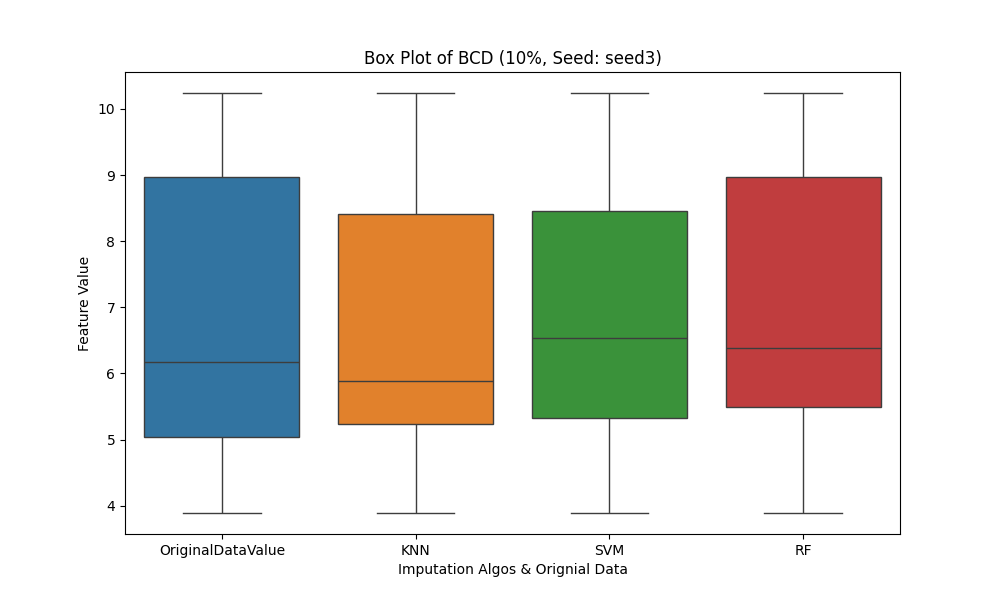 Box Plot of BCD (10%, Seed: seed3)
10
9
8
7
6
5
4
Feature Value
OriginalDataValue
KNN
SVM
RF
Imputation Algos & Orignial Data